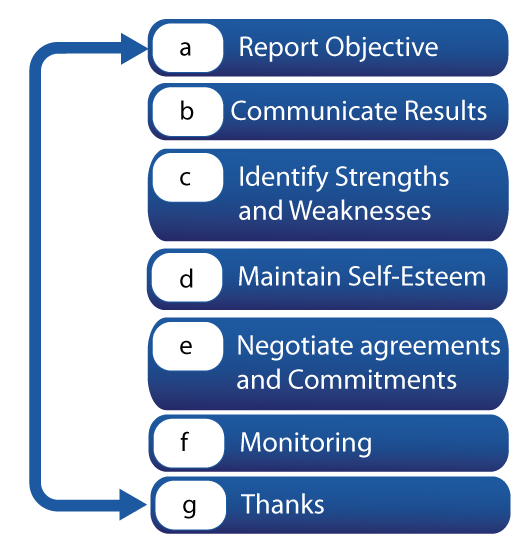 a Report Objective
b Communicate Results
c Identify Strengths
and Weaknesses
d Maintain Self-Esteem
e Negotiate agreements
and Commitments
f Monitoring
g Thanks